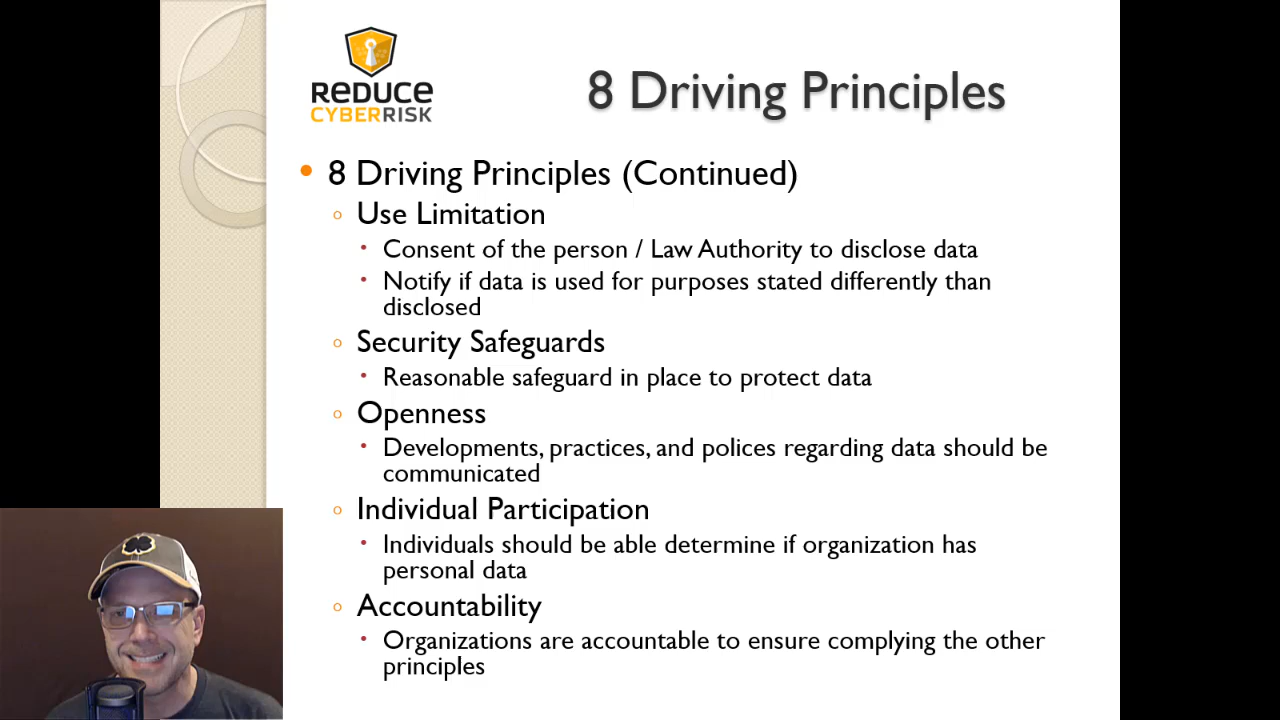 REDUCE
CYBERRISK
8 Driving Principles
• 8 Driving Principles (Continued)
◦ Use Limitation
• Consent of the person / Law Authority to disclose data
• Notify if data is used for purposes stated differently than
disclosed
◦ Security Safeguards
• Reasonable safeguard in place to protect data
◦ Openness
• Developments, practices, and polices regarding data should be
communicated
◦ Individual Participation
• Individuals should be able determine if organization has
personal data
◦ Accountability
• Organizations are accountable to ensure complying the other
principles